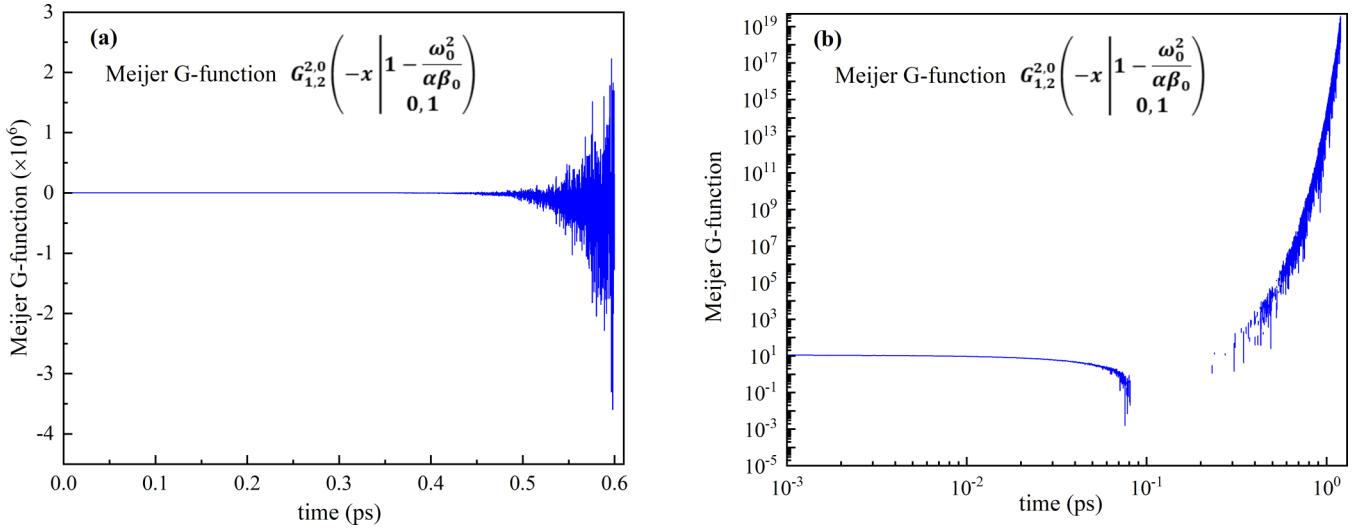 (a)
Meijer G-function G^{2,0}_{1,2}(−x | 1 − ω_0^2/(αβ_0)
0, 1)
Meijer G-function (×10^6)
3
2
1
0
-1
-2
-3
-4
0.0 0.1 0.2 0.3 0.4 0.5 0.6
time (ps)
(b)
Meijer G-function G^{2,0}_{1,2}(−x | 1 − ω_0^2/(αβ_0)
0, 1)
Meijer G-function
10^19
10^17
10^15
10^13
10^11
10^9
10^7
10^5
10^3
10^1
10^-1
10^-3
10^-5
10^-3 10^-2 10^-1 10^0
time (ps)